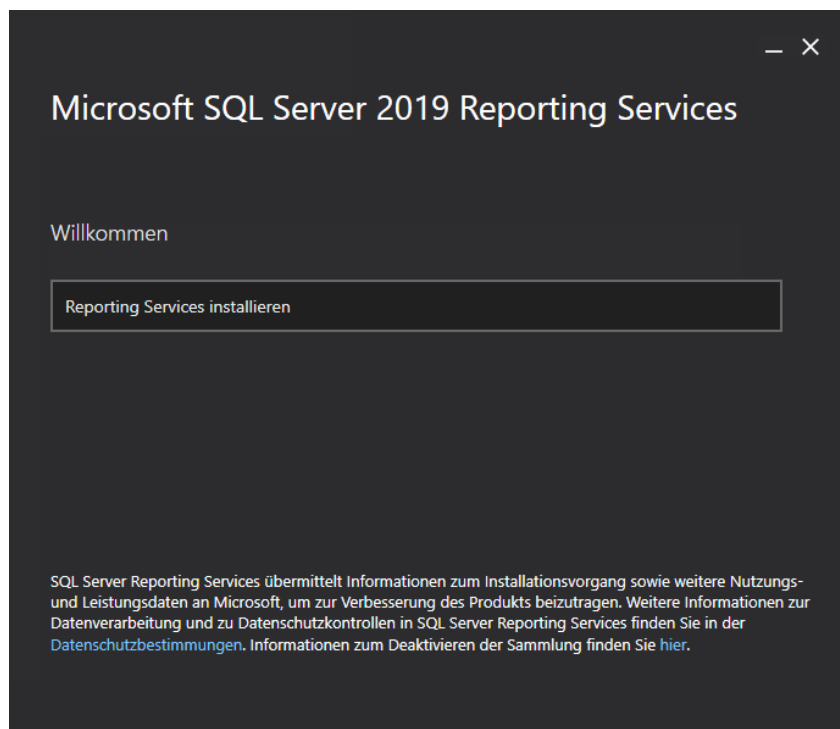 Microsoft SQL Server 2019 Reporting Services
Willkommen
Reporting Services installieren
SQL Server Reporting Services übermittelt Informationen zum Installationsvorgang sowie weitere Nutzungs-
und Leistungsdaten an Microsoft, um zur Verbesserung des Produkts beizutragen. Weitere Informationen zur
Datenverarbeitung und zu Datenschutzkontrollen in SQL Server Reporting Services finden Sie in der
Datenschutzbestimmungen. Informationen zum Deaktivieren der Sammlung finden Sie hier.